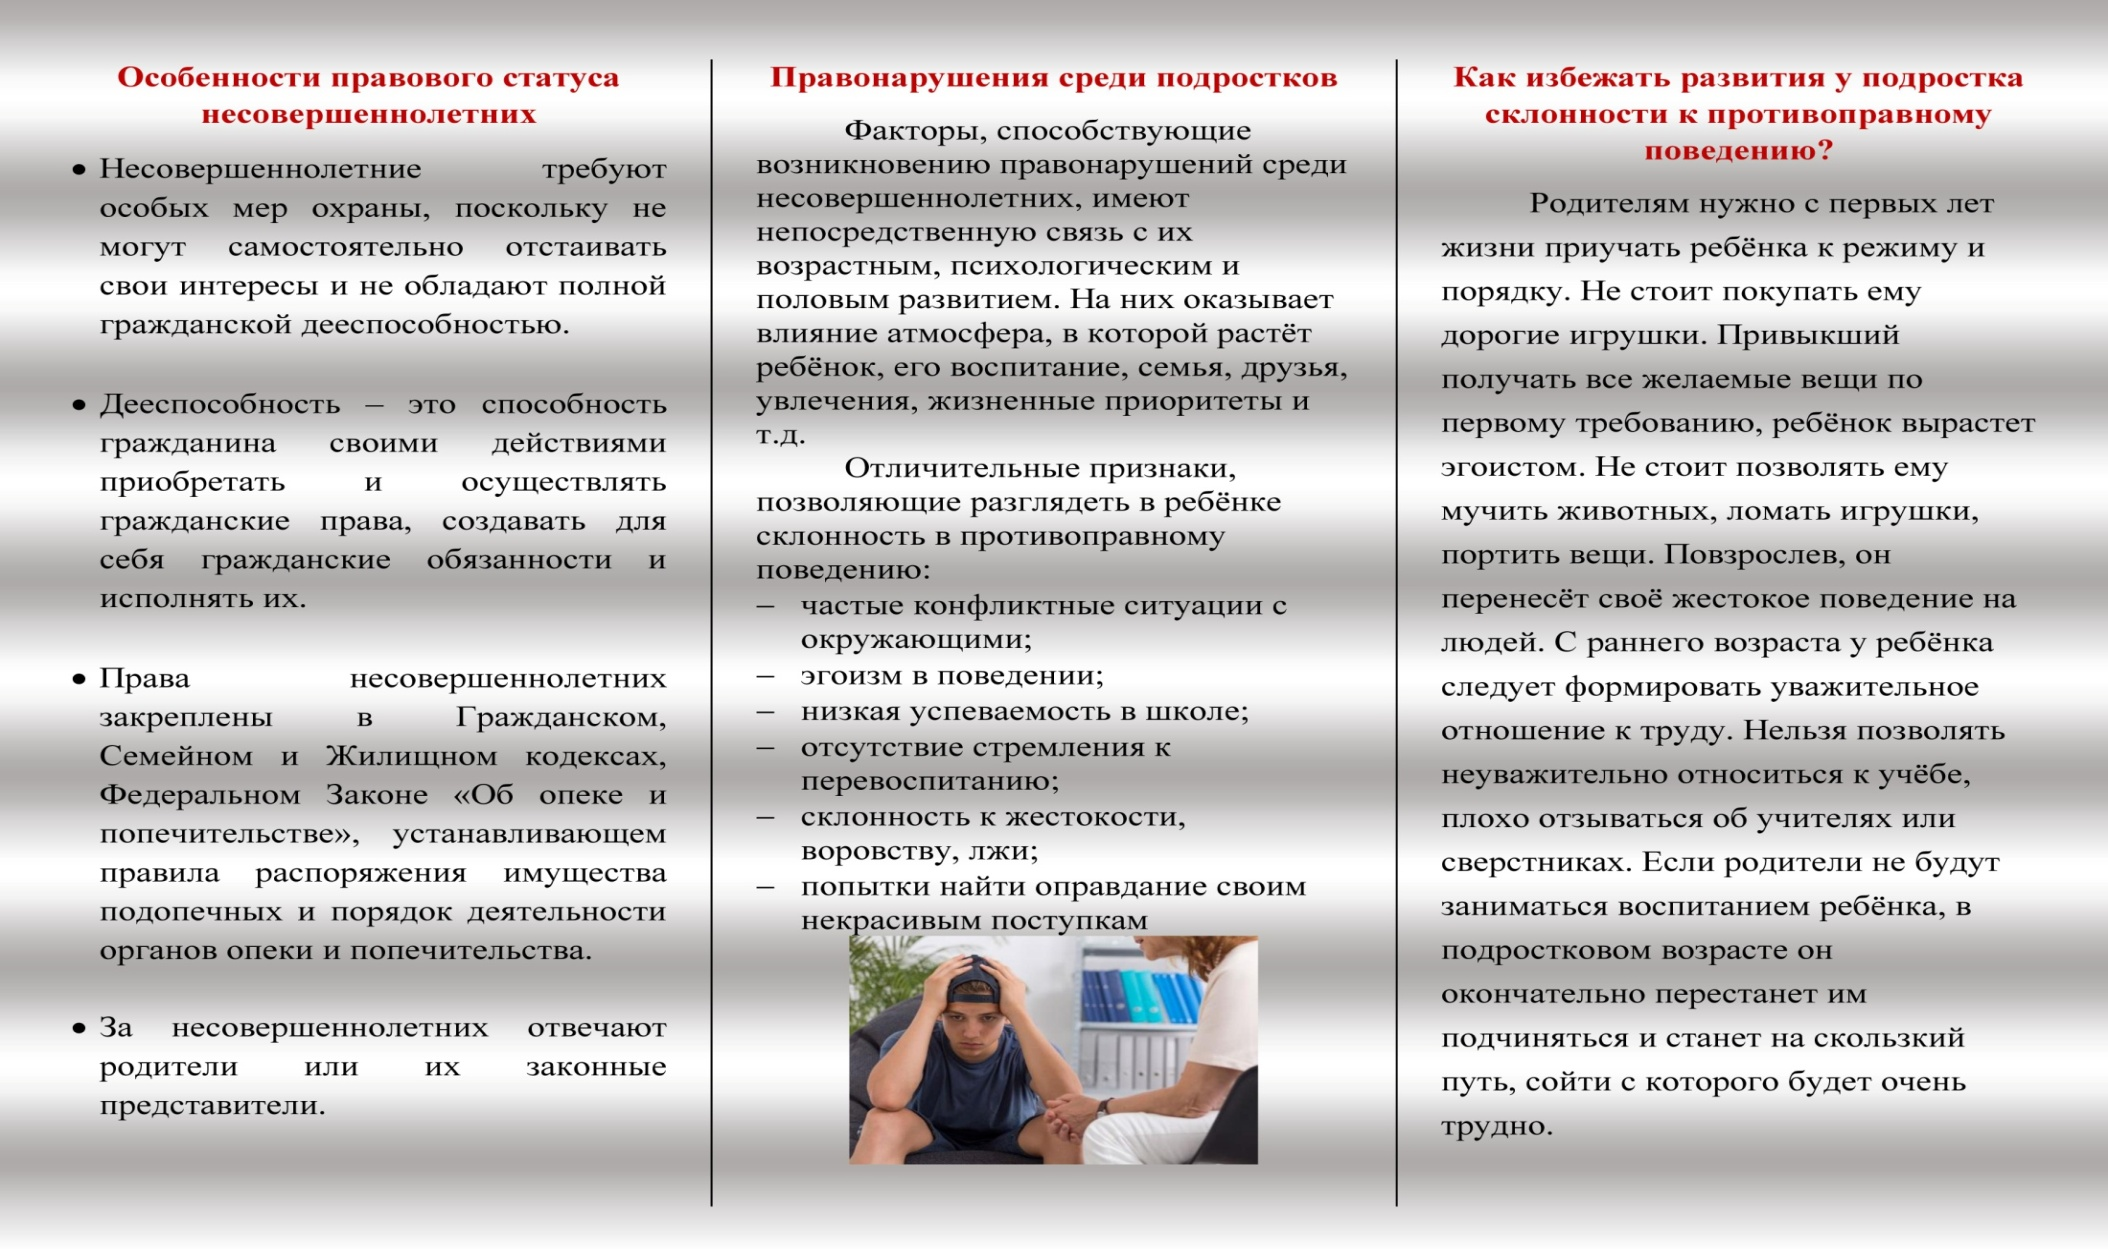 Особенности правового статуса
несовершеннолетних
• Несовершеннолетние требуют
особых мер охраны, поскольку не
могут самостоятельно отстаивать
свои интересы и не обладают полной
гражданской дееспособностью.
• Дееспособность – это способность
гражданина своими действиями
приобретать и осуществлять
гражданские права, создавать для
себя гражданские обязанности и
исполнять их.
• Права несовершеннолетних
закреплены в Гражданском,
Семейном и Жилищном кодексах,
Федеральном Законе «Об опеке и
попечительстве», устанавливающем
правила распоряжения имущества
подопечных и порядок деятельности
органов опеки и попечительства.
• За несовершеннолетних отвечают
родители или их законные
представители.
Правонарушения среди подростков
Факторы, способствующие
возникновению правонарушений среди
несовершеннолетних, имеют
непосредственную связь с их
возрастным, психологическим и
половым развитием. На них оказывает
влияние атмосфера, в которой растёт
ребёнок, его воспитание, семья, друзья,
увлечения, жизненные приоритеты и
т.д.
Отличительные признаки,
позволяющие разглядеть в ребёнке
склонность в противоправному
поведению:
– частые конфликтные ситуации с
окружающими;
– эгоизм в поведении;
– низкая успеваемость в школе;
– отсутствие стремления к
перевоспитанию;
– склонность к жестокости,
воровству, лжи;
– попытки найти оправдание своим
некрасивым поступкам
Как избежать развития у подростка
склонности к противоправному
поведению?
Родителям нужно с первых лет
жизни приучать ребёнка к режиму и
порядку. Не стоит покупать ему
дорогие игрушки. Привыкший
получать все желаемые вещи по
первому требованию, ребёнок вырастет
эгоистом. Не стоит позволять ему
мучить животных, ломать игрушки,
портить вещи. Повзрослев, он
перенесёт своё жестокое поведение на
людей. С раннего возраста у ребёнка
следует формировать уважительное
отношение к труду. Нельзя позволять
неуважительно относиться к учёбе,
плохо отзываться об учителях или
сверстниках. Если родители не будут
заниматься воспитанием ребёнка, в
подростковом возрасте он
окончательно перестанет им
подчиняться и станет на скользкий
путь, сойти с которого будет очень
трудно.